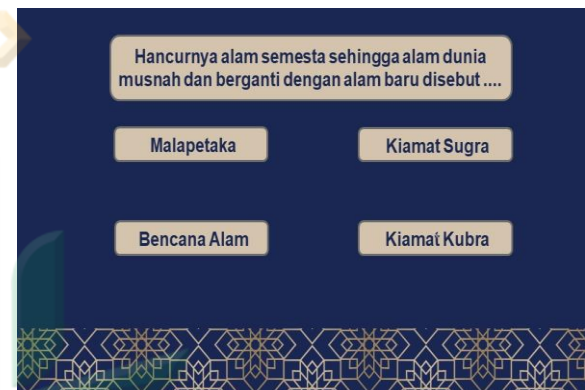 Hancurnya alam semesta sehingga alam dunia
musnah dan berganti dengan alam baru disebut ....
Malapetaka
Kiamat Sugra
Bencana Alam
Kiamat Kubra